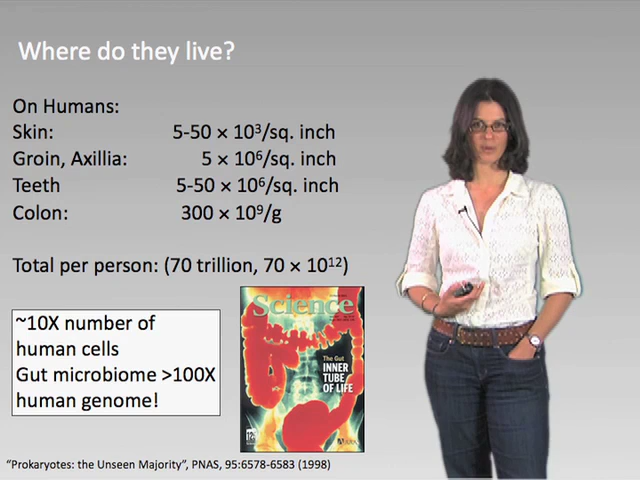 Where do they live?
On Humans:
Skin: 5-50 × 10³/sq. inch
Groin, Axillia: 5 × 10⁶/sq. inch
Teeth 5-50 × 10⁶/sq. inch
Colon: 300 × 10⁹/g
Total per person: (70 trillion, 70 × 10¹²)
~10X number of
human cells
Gut microbiome >100X
human genome!
Science
The Gut
INNER
TUBE
OF LIFE
"Prokaryotes: the Unseen Majority", PNAS, 95:6578-6583 (1998)